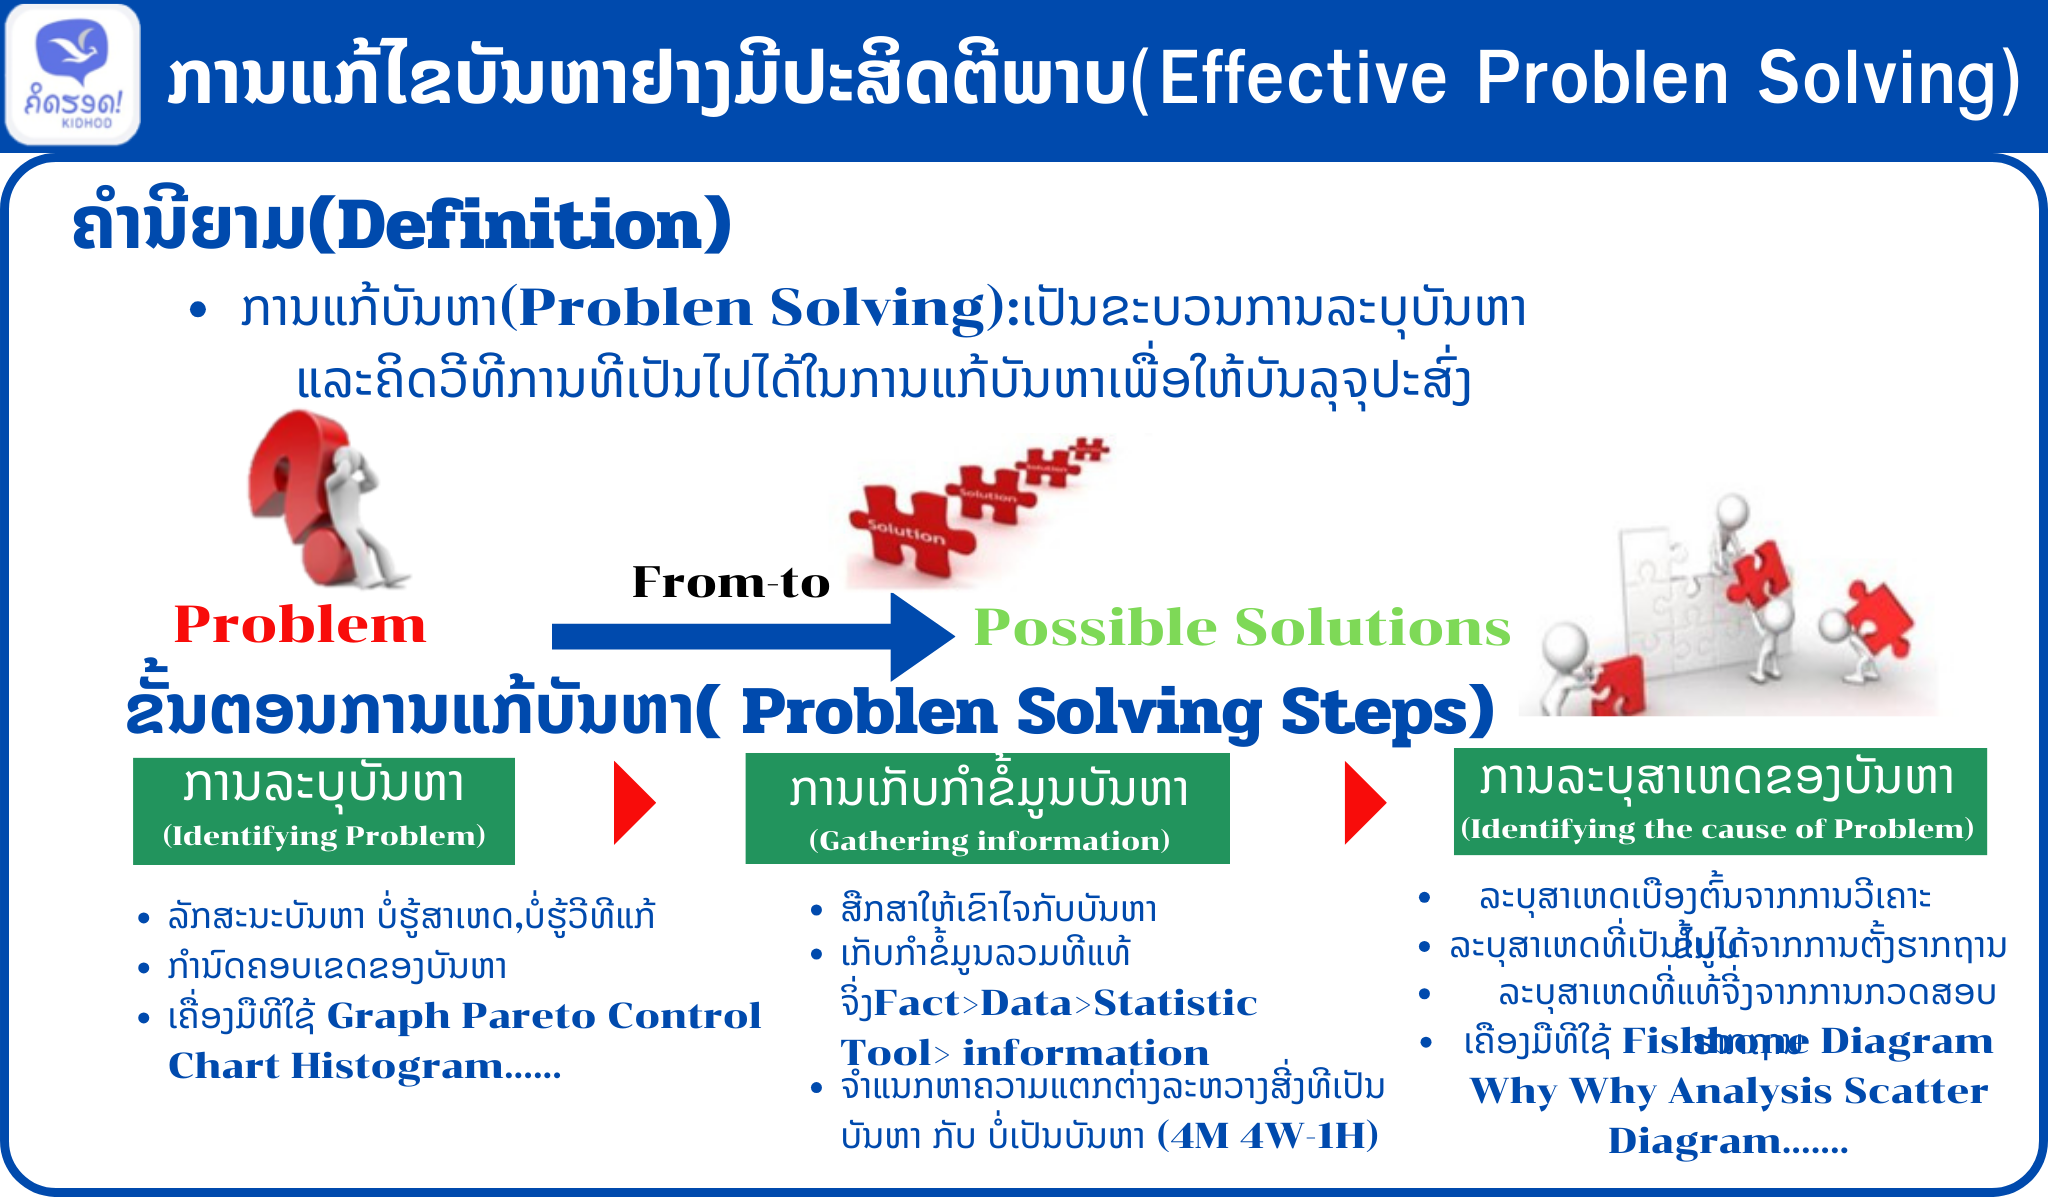 ຄິດຮອດ!
KIDHOD
ການແກ້ໄຂບັນຫາຢາງມີປະສິດຕີພາບ(Effective Problen Solving)
ຄຳນີຍາມ(Definition)
• ການແກ້ບັນຫາ(Problen Solving):ເປັນຂະບວນການລະບຸບັນຫາ
ແລະຄິດວີທີການທີເປັນໄປໄດ້ໃນການແກ້ບັນຫາເພື່ອໃຫ້ບັນລຸຈຸປະສົ່ງ
Solution
Solution
Solution
From-to
Problem
Possible Solutions
ຂັ້ນຕອນການແກ້ບັນຫາ( Problen Solving Steps)
ການລະບຸບັນຫາ
(Identifying Problem)
• ລັກສະນະບັນຫາ ບໍ່ຮູ້ສາເຫດ,ບໍ່ຮູ້ວີທີແກ້
• ກຳນົດຄອບເຂດຂອງບັນຫາ
• ເຄື່ອງມືທີໃຊ້ Graph Pareto Control
Chart Histogram......
ການເກັບກຳຂໍ້ມູນບັນຫາ
(Gathering information)
• ສືກສາໃຫ້ເຂົາໄຈກັບບັນຫາ
• ເກັບກຳຂໍ້ມູນລວມທີແທ້
ຈິ່ງFact>Data>Statistic
Tool> information
• ຈຳແນກຫາຄວາມແຕກຕ່າງລະຫວາງສິ່ງທີເປັນ
ບັນຫາ ກັບ ບໍ່ເປັນບັນຫາ (4M 4W-1H)
ການລະບຸສາເຫດຂອງບັນຫາ
(Identifying the cause of Problem)
• ລະບຸສາເຫດເບືອງຕົ້ນຈາກການວີເຄາະ
ຂໍ້ມູນ
• ລະບຸສາເຫດທີ່ເປັນໄປໄດ້ຈາກການຕັ້ງຮາກຖານ
• ລະບຸສາເຫດທີ່ແທ້ຈີ່ງຈາກການກວດສອບ
ຮາກຖານ
• ເຄືອງມືທີໃຊ້ Fishbone Diagram
Why Why Analysis Scatter
Diagram.......